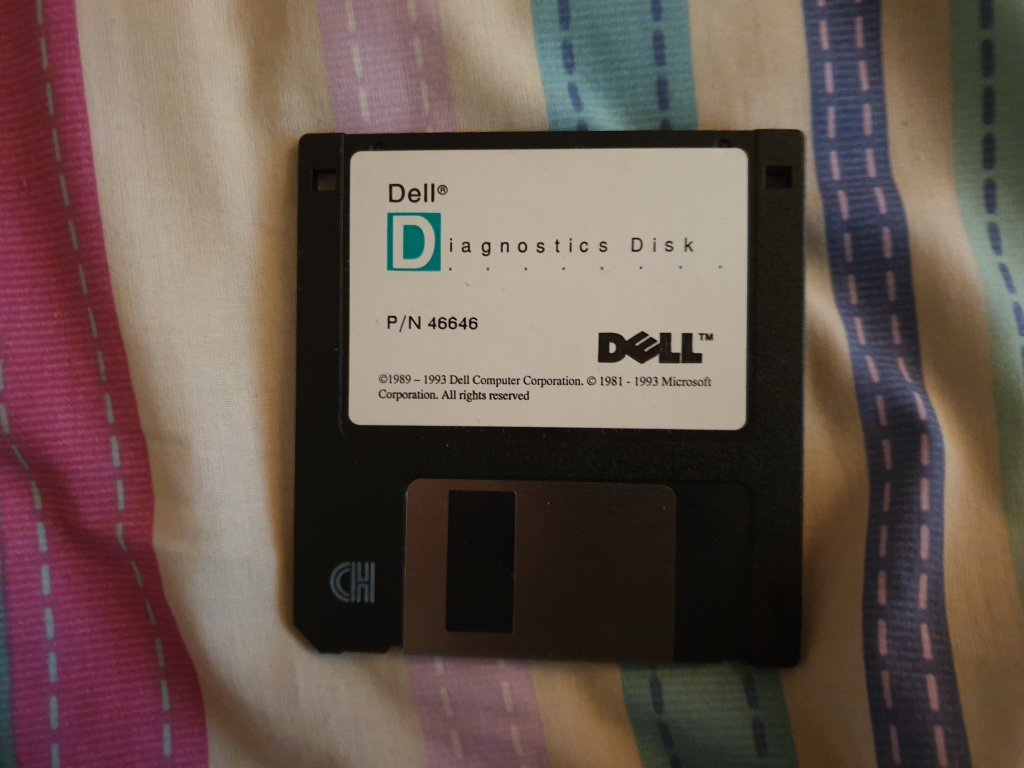 Dell®
Diagnostics Disk
P/N 46646
DELL™
©1989 – 1993 Dell Computer Corporation. © 1981 - 1993 Microsoft
Corporation. All rights reserved